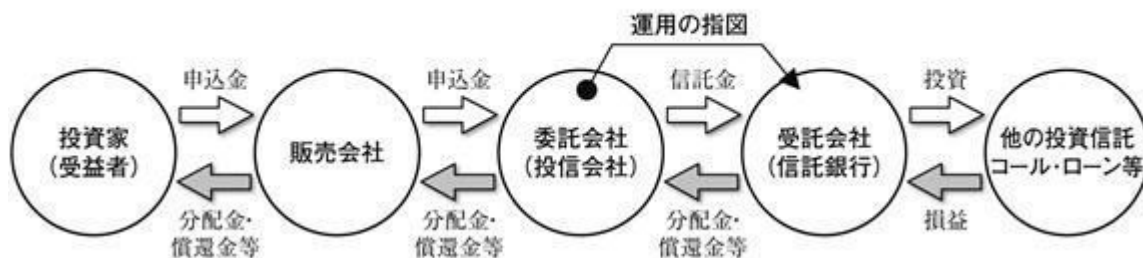 運用の指図
申込金
申込金
信託金
投資
投資家
(受益者)
販売会社
委託会社
(投信会社)
受託会社
(信託銀行)
他の投資信託
コール・ローン等
分配金・
償還金等
分配金・
償還金等
分配金・
償還金等
損益